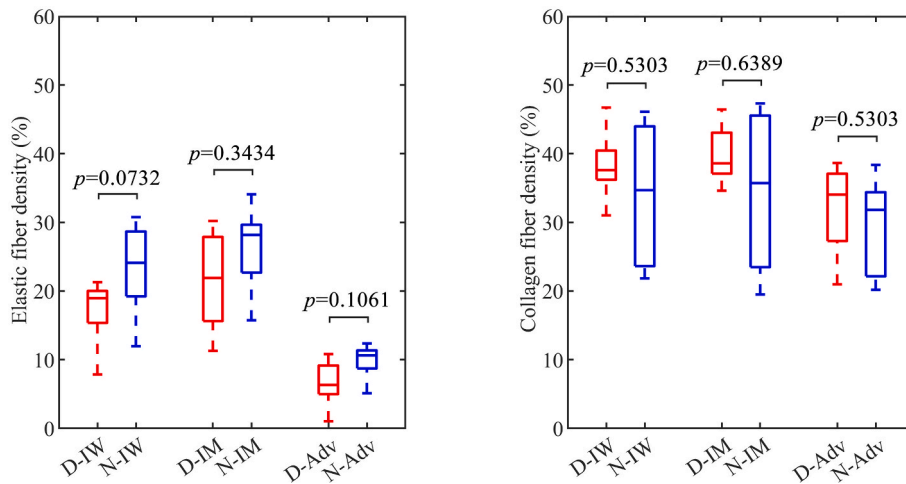 Elastic fiber density (%)
60
50
40
30
20
10
0
p=0.0732
p=0.3434
p=0.1061
D-IW
N-IW
D-IM
N-IM
D-Adv
N-Adv
Collagen fiber density (%)
60
50
40
30
20
10
0
p=0.5303
p=0.6389
p=0.5303
D-IW
N-IW
D-IM
N-IM
D-Adv
N-Adv